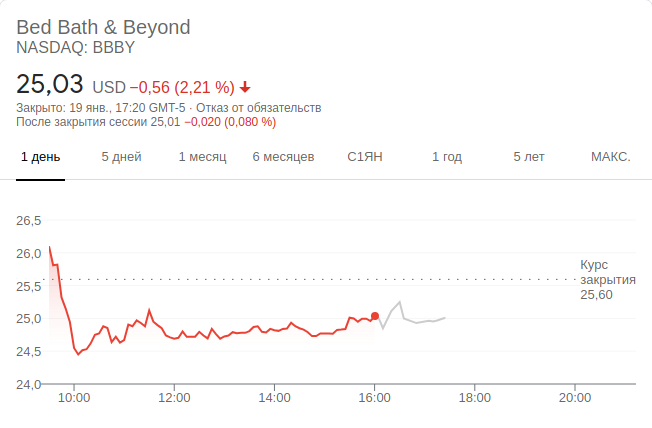 Bed Bath & Beyond
NASDAQ: BBBY
25,03 USD −0,56 (2,21 %)
Закрыто: 19 янв., 17:20 GMT-5 · Отказ от обязательств
После закрытия сессии 25,01 −0,020 (0,080 %)
1 день 5 дней 1 месяц 6 месяцев С1ЯН 1 год 5 лет МАКС.
26,5
26,0
Курс
закрытия
25,60
25,5
25,0
24,5
24,0
10:00 12:00 14:00 16:00 18:00 20:00